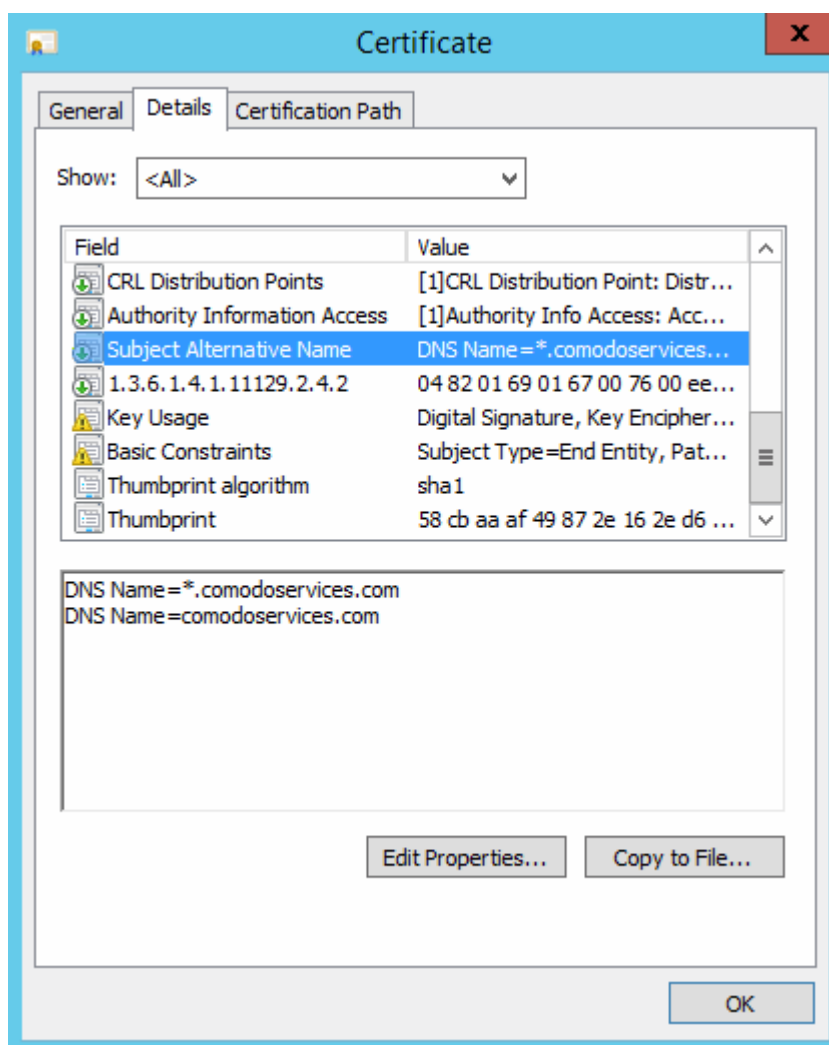 Certificate
x
General Details Certification Path
Show: <All>
Field Value
CRL Distribution Points [1]CRL Distribution Point: Distr...
Authority Information Access [1]Authority Info Access: Acc...
Subject Alternative Name DNS Name=*.comodoservices...
1.3.6.1.4.1.11129.2.4.2 04 82 01 69 01 67 00 76 00 ee...
Key Usage Digital Signature, Key Encipher...
Basic Constraints Subject Type=End Entity, Pat...
Thumbprint algorithm sha1
Thumbprint 58 cb aa af 49 87 2e 16 2e d6 ...
DNS Name=*.comodoservices.com
DNS Name=comodoservices.com
Edit Properties... Copy to File...
OK